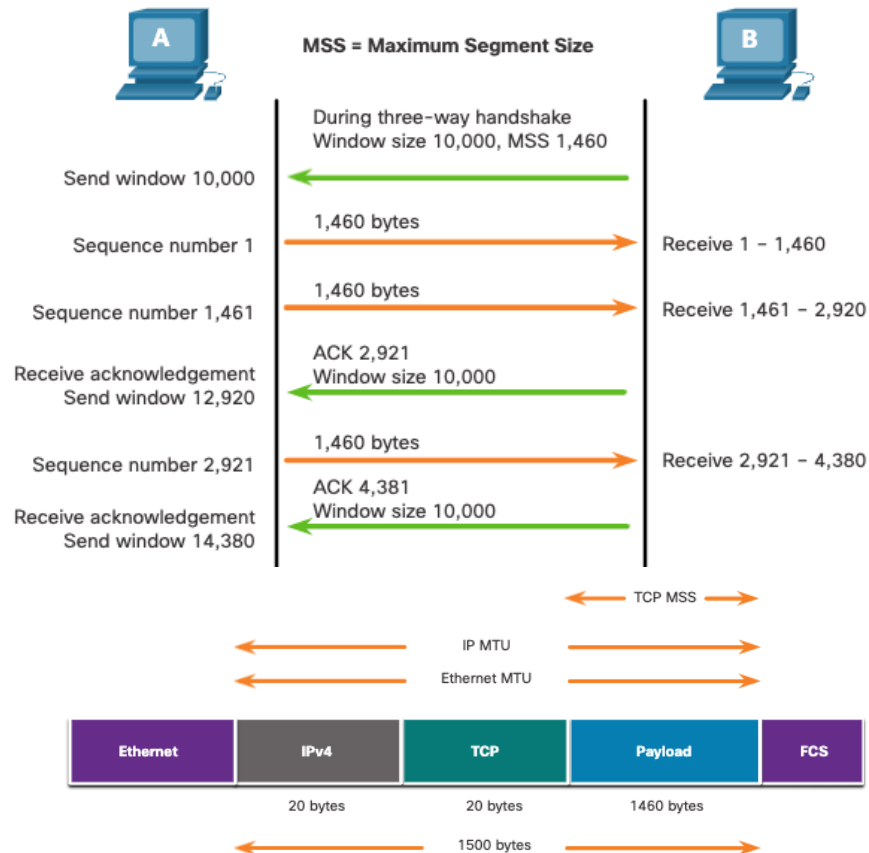 A
MSS = Maximum Segment Size
B
During three-way handshake
Window size 10,000, MSS 1,460
Send window 10,000
1,460 bytes
Sequence number 1
Receive 1 - 1,460
1,460 bytes
Sequence number 1,461
Receive 1,461 - 2,920
ACK 2,921
Window size 10,000
Receive acknowledgement
Send window 12,920
1,460 bytes
Sequence number 2,921
Receive 2,921 - 4,380
ACK 4,381
Window size 10,000
Receive acknowledgement
Send window 14,380
TCP MSS
IP MTU
Ethernet MTU
Ethernet IPv4 TCP Payload FCS
20 bytes 20 bytes 1460 bytes
1500 bytes